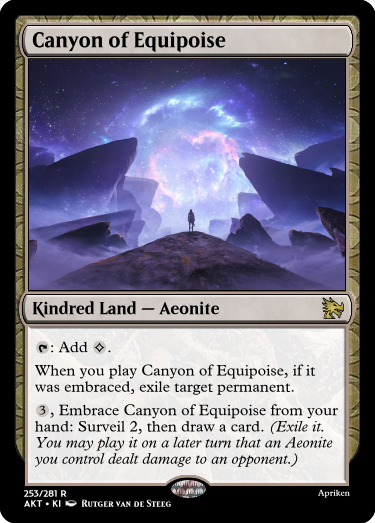 Canyon of Equipoise
Kindred Land — Aeonite
: Add .
When you play Canyon of Equipoise, if it
was embraced, exile target permanent.
3, Embrace Canyon of Equipoise from your
hand: Surveil 2, then draw a card. (Exile it.
You may play it on a later turn that an Aeonite
you control dealt damage to an opponent.)
253/281 R
Apriken
AKT • KI Rutger van de Steeg